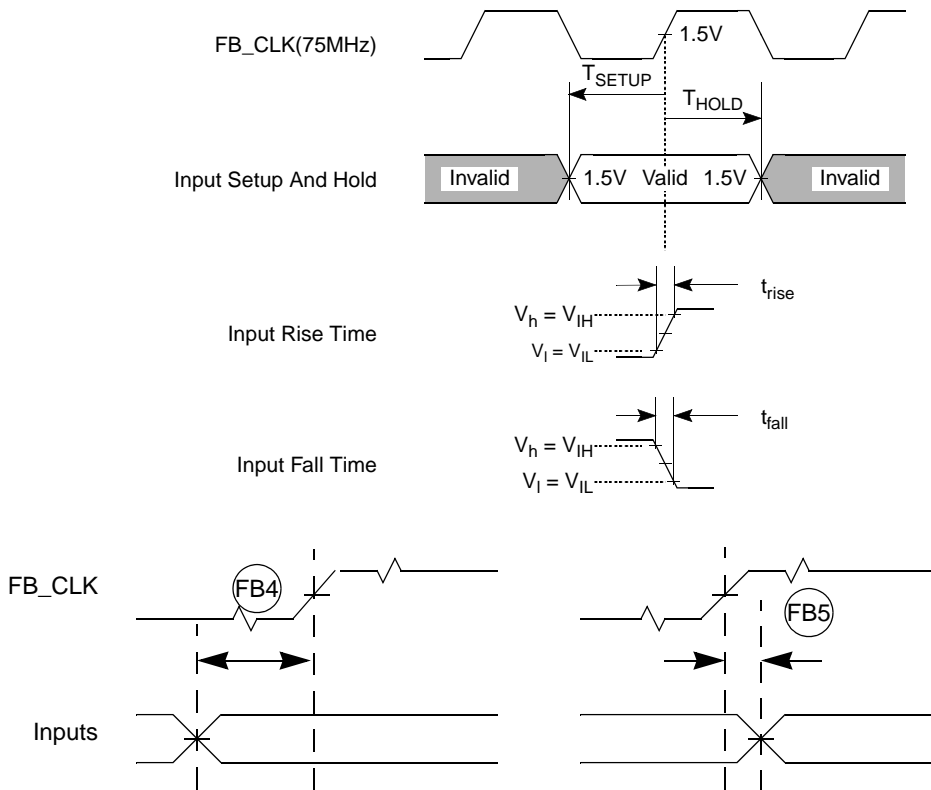 FB_CLK(75MHz)
1.5V
TSETUP
THOLD
Input Setup And Hold
Invalid
1.5V Valid 1.5V
Invalid
trise
Input Rise Time
Vh = VIH
Vl = VIL
tfall
Input Fall Time
Vh = VIH
Vl = VIL
FB_CLK
FB4
FB5
Inputs